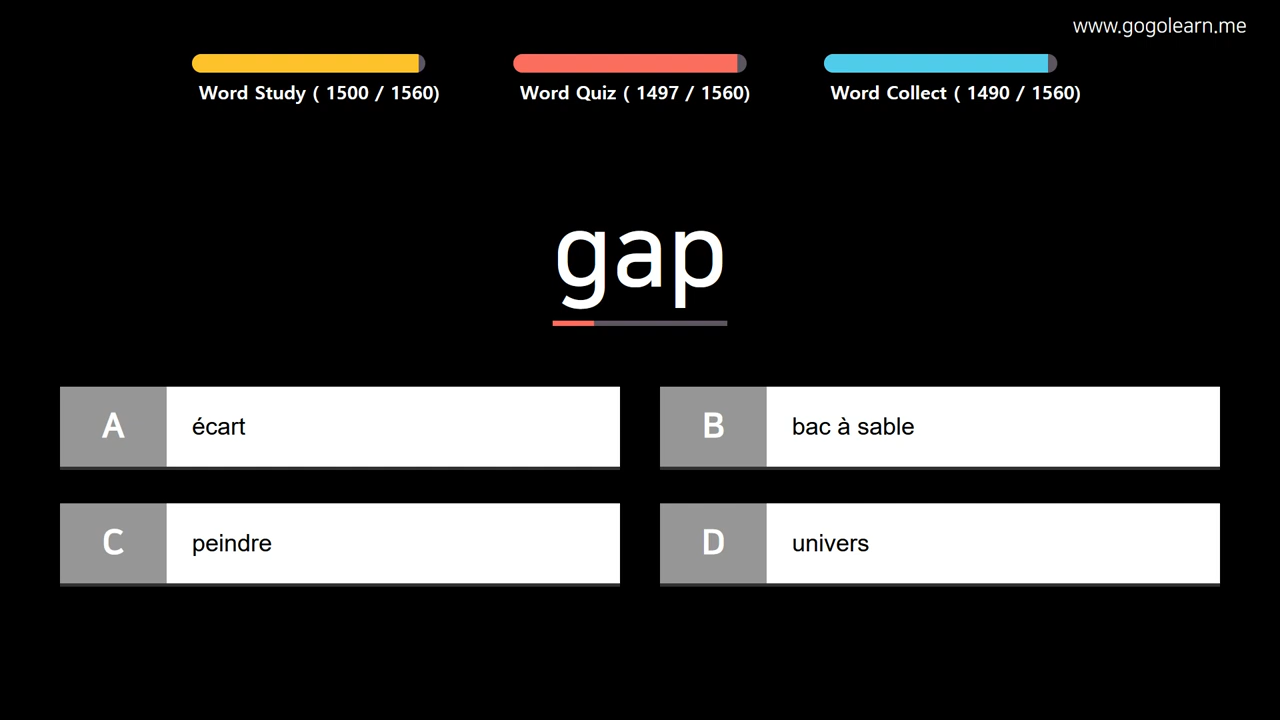 www.gogolearn.me
Word Study ( 1500 / 1560)
Word Quiz ( 1497 / 1560)
Word Collect ( 1490 / 1560)
gap
A écart
B bac à sable
C peindre
D univers